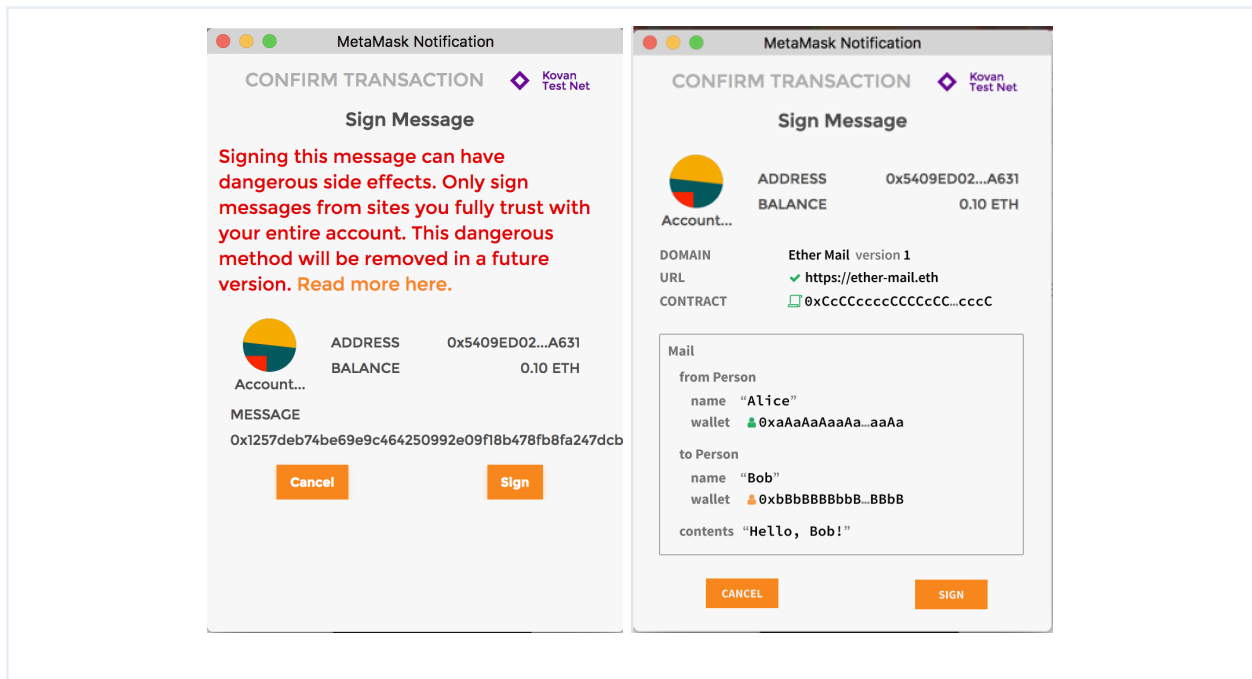 MetaMask Notification
CONFIRM TRANSACTION
Kovan
Test Net
Sign Message
Signing this message can have
dangerous side effects. Only sign
messages from sites you fully trust with
your entire account. This dangerous
method will be removed in a future
version. Read more here.
Account...
ADDRESS 0x5409ED02...A631
BALANCE 0.10 ETH
MESSAGE
0x1257deb74be69e9c464250992e09f18b478fb8fa247dcb
Cancel
Sign
MetaMask Notification
CONFIRM TRANSACTION
Kovan
Test Net
Sign Message
Account...
ADDRESS 0x5409ED02...A631
BALANCE 0.10 ETH
DOMAIN Ether Mail version 1
URL https://ether-mail.eth
CONTRACT 0xCcCCccccCCCCcCC…cccC
Mail
from Person
name “Alice”
wallet 0xaAaAaAaaAa…aaAa
to Person
name “Bob”
wallet 0xbBbBBBBbbB…BBbB
contents “Hello, Bob!”
CANCEL
SIGN